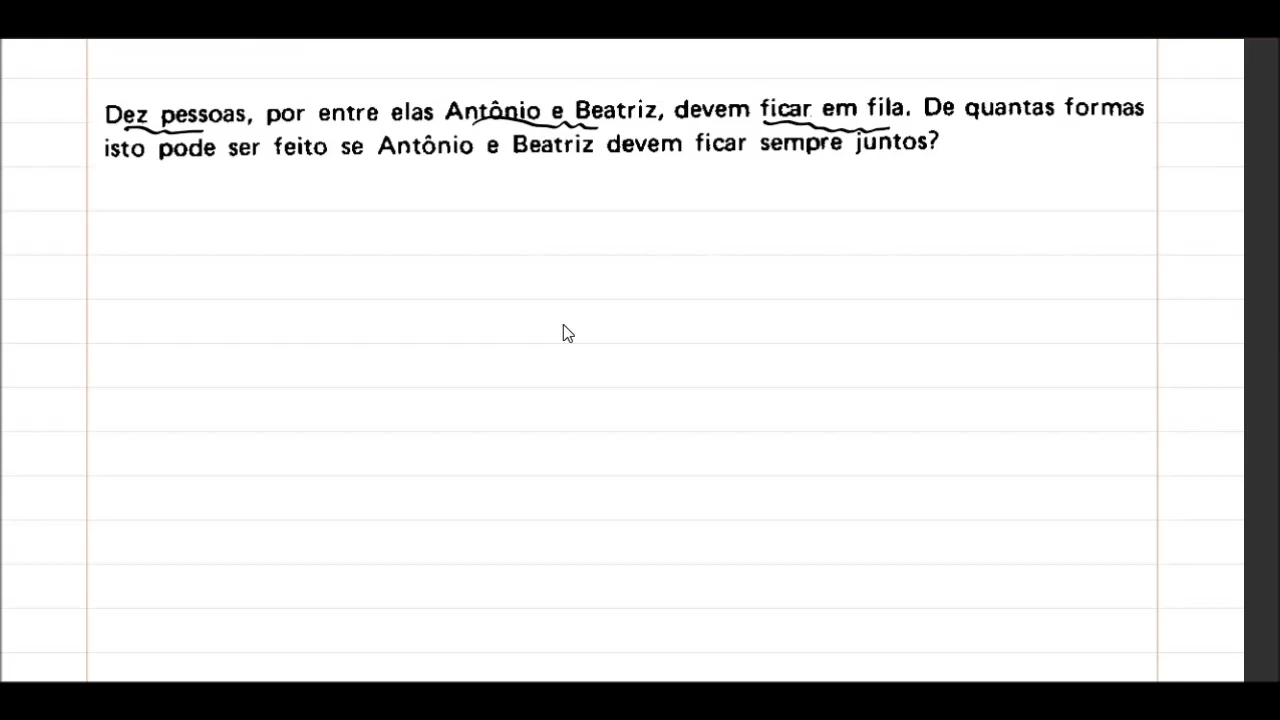 Dez pessoas, por entre elas Antônio e Beatriz, devem ficar em fila. De quantas formas
isto pode ser feito se Antônio e Beatriz devem ficar sempre juntos?